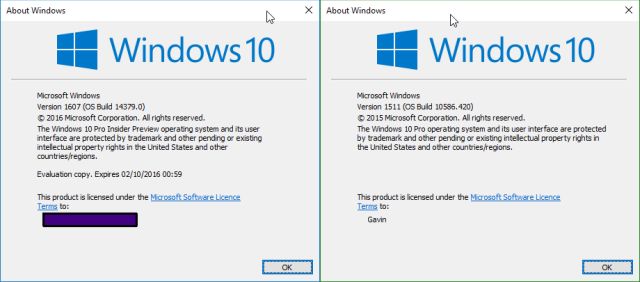 About Windows
Windows 10
Microsoft Windows
Version 1607 (OS Build 14379.0)
© 2016 Microsoft Corporation. All rights reserved.
The Windows 10 Pro Insider Preview operating system and its user
interface are protected by trademark and other pending or existing
intellectual property rights in the United States and other
countries/regions.
Evaluation copy. Expires 02/10/2016 00:59
This product is licensed under the Microsoft Software Licence
Terms to:
OK
About Windows
Windows 10
Microsoft Windows
Version 1511 (OS Build 10586.420)
© 2015 Microsoft Corporation. All rights reserved.
The Windows 10 Pro operating system and its user interface are protected
by trademark and other pending or existing intellectual property rights in
the United States and other countries/regions.
This product is licensed under the Microsoft Software Licence
Terms to:
Gavin
OK